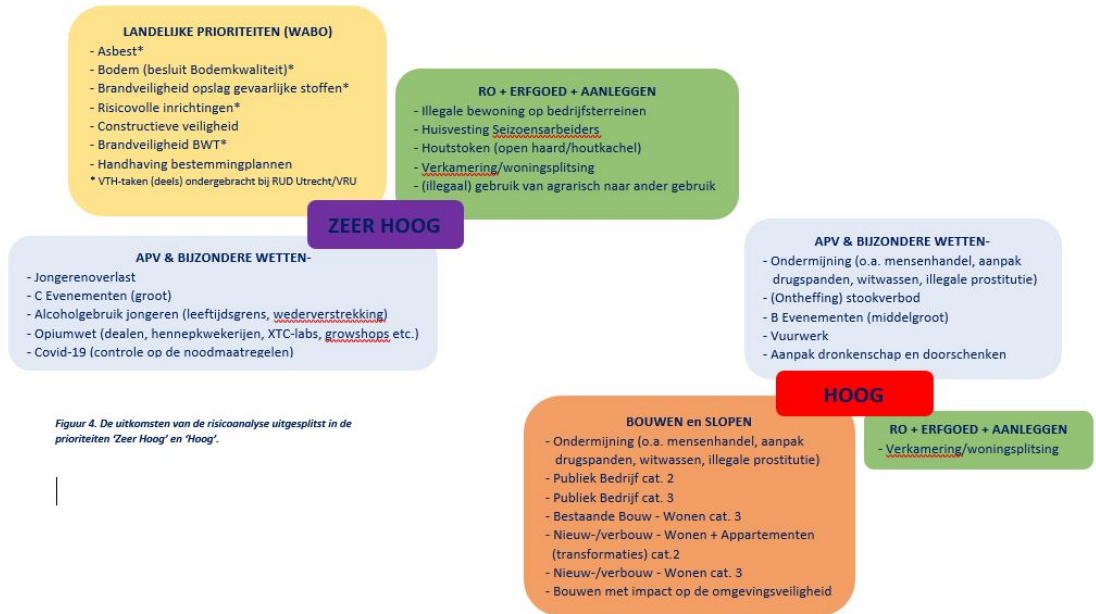 LANDELIJKE PRIORITEITEN (WABO)
- Asbest*
- Bodem (besluit Bodemkwaliteit)*
- Brandveiligheid opslag gevaarlijke stoffen*
- Risicovolle inrichtingen*
- Constructieve veiligheid
- Brandveiligheid BWT*
- Handhaving bestemmingplannen
* VTH-taken (deels) ondergebracht bij RUD Utrecht/VRU
RO + ERFGOED + AANLEGGEN
- Illegale bewoning op bedrijfsterreinen
- Huisvesting Seizoensarbeiders
- Houtstoken (open haard/houtkachel)
- Verkamering/woningsplitsing
- (illegaal) gebruik van agrarisch naar ander gebruik
ZEER HOOG
APV & BIJZONDERE WETTEN-
- Jongerenoverlast
- C Evenementen (groot)
- Alcoholgebruik jongeren (leeftijdsgrens, wederverstrekking)
- Opiumwet (dealen, hennepkwekerijen, XTC-labs, growshops etc.)
- Covid-19 (controle op de noodmaatregelen)
APV & BIJZONDERE WETTEN-
- Ondermijning (o.a. mensenhandel, aanpak
drugspanden, witwassen, illegale prostitutie)
- (Ontheffing) stookverbod
- B Evenementen (middelgroot)
- Vuurwerk
- Aanpak dronkenschap en doorschenken
HOOG
BOUWEN en SLOPEN
- Ondermijning (o.a. mensenhandel, aanpak
drugspanden, witwassen, illegale prostitutie)
- Publiek Bedrijf cat. 2
- Publiek Bedrijf cat. 3
- Bestaande Bouw - Wonen cat. 3
- Nieuw-/verbouw - Wonen + Appartementen
(transformaties) cat.2
- Nieuw-/verbouw - Wonen cat. 3
- Bouwen met impact op de omgevingsveiligheid
RO + ERFGOED + AANLEGGEN
- Verkamering/woningsplitsing
Figuur 4. De uitkomsten van de risicoanalyse uitgesplitst in de
prioriteiten 'Zeer Hoog' en 'Hoog'.